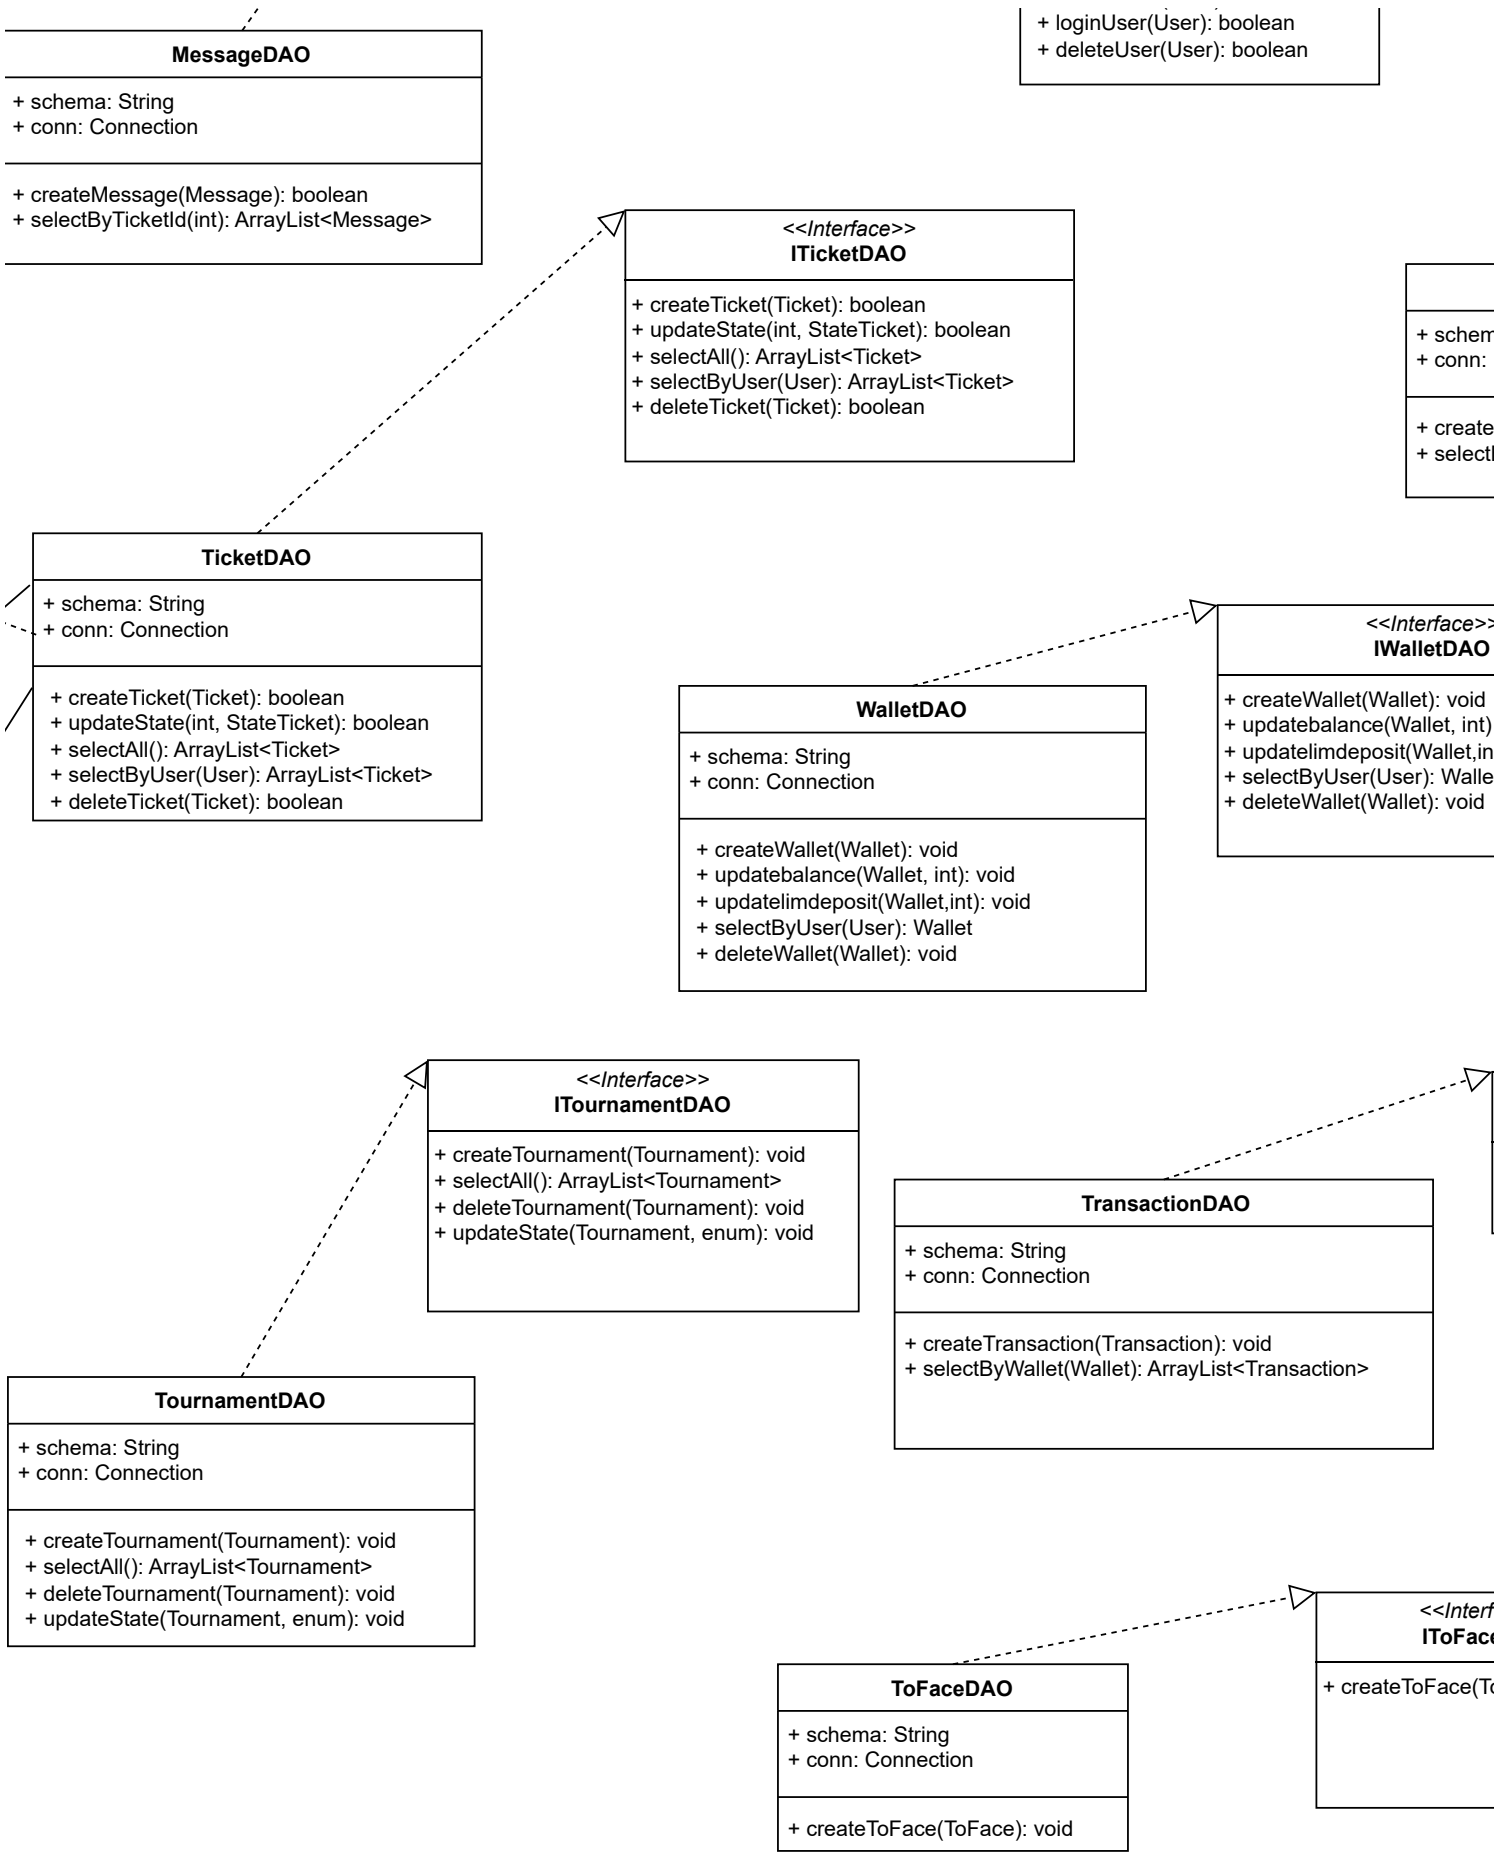 + loginUser(User): boolean
+ deleteUser(User): boolean
MessageDAO
+ schema: String
+ conn: Connection
+ createMessage(Message): boolean
+ selectByTicketId(int): ArrayList<Message>
<<Interface>>
ITicketDAO
+ createTicket(Ticket): boolean
+ updateState(int, StateTicket): boolean
+ selectAll(): ArrayList<Ticket>
+ selectByUser(User): ArrayList<Ticket>
+ deleteTicket(Ticket): boolean
+ schem
+ conn:
+ create
+ select
TicketDAO
+ schema: String
+ conn: Connection
+ createTicket(Ticket): boolean
+ updateState(int, StateTicket): boolean
+ selectAll(): ArrayList<Ticket>
+ selectByUser(User): ArrayList<Ticket>
+ deleteTicket(Ticket): boolean
<<Interface>>
IWalletDAO
+ createWallet(Wallet): void
+ updatebalance(Wallet, int)
+ updatelimdeposit(Wallet,in
+ selectByUser(User): Walle
+ deleteWallet(Wallet): void
WalletDAO
+ schema: String
+ conn: Connection
+ createWallet(Wallet): void
+ updatebalance(Wallet, int): void
+ updatelimdeposit(Wallet,int): void
+ selectByUser(User): Wallet
+ deleteWallet(Wallet): void
<<Interface>>
ITournamentDAO
+ createTournament(Tournament): void
+ selectAll(): ArrayList<Tournament>
+ deleteTournament(Tournament): void
+ updateState(Tournament, enum): void
TransactionDAO
+ schema: String
+ conn: Connection
+ createTransaction(Transaction): void
+ selectByWallet(Wallet): ArrayList<Transaction>
TournamentDAO
+ schema: String
+ conn: Connection
+ createTournament(Tournament): void
+ selectAll(): ArrayList<Tournament>
+ deleteTournament(Tournament): void
+ updateState(Tournament, enum): void
<<Interf
IToFace
+ createToFace(To
ToFaceDAO
+ schema: String
+ conn: Connection
+ createToFace(ToFace): void